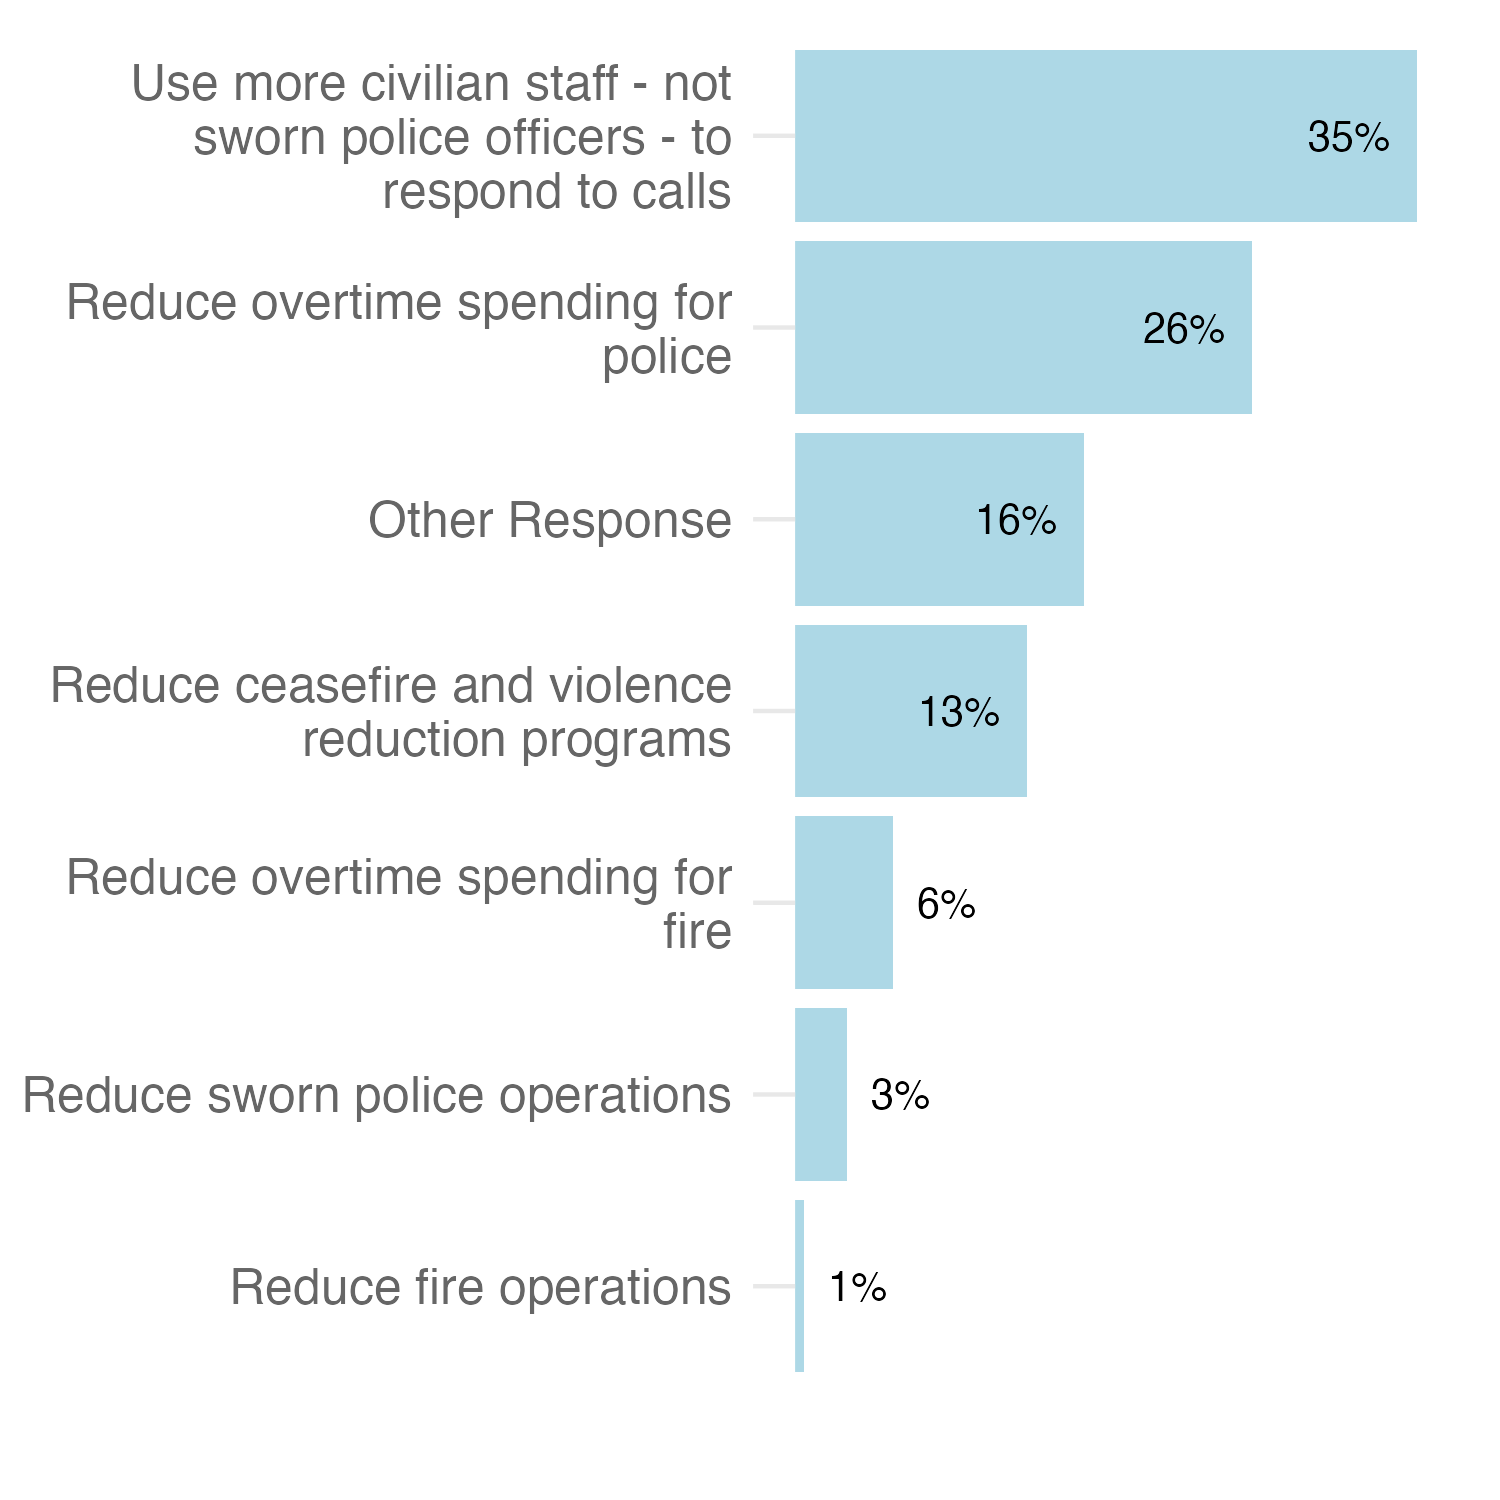 Use more civilian staff - not
sworn police officers - to
respond to calls
35%
Reduce overtime spending for
police
26%
Other Response
16%
Reduce ceasefire and violence
reduction programs
13%
Reduce overtime spending for
fire
6%
Reduce sworn police operations
3%
Reduce fire operations
1%